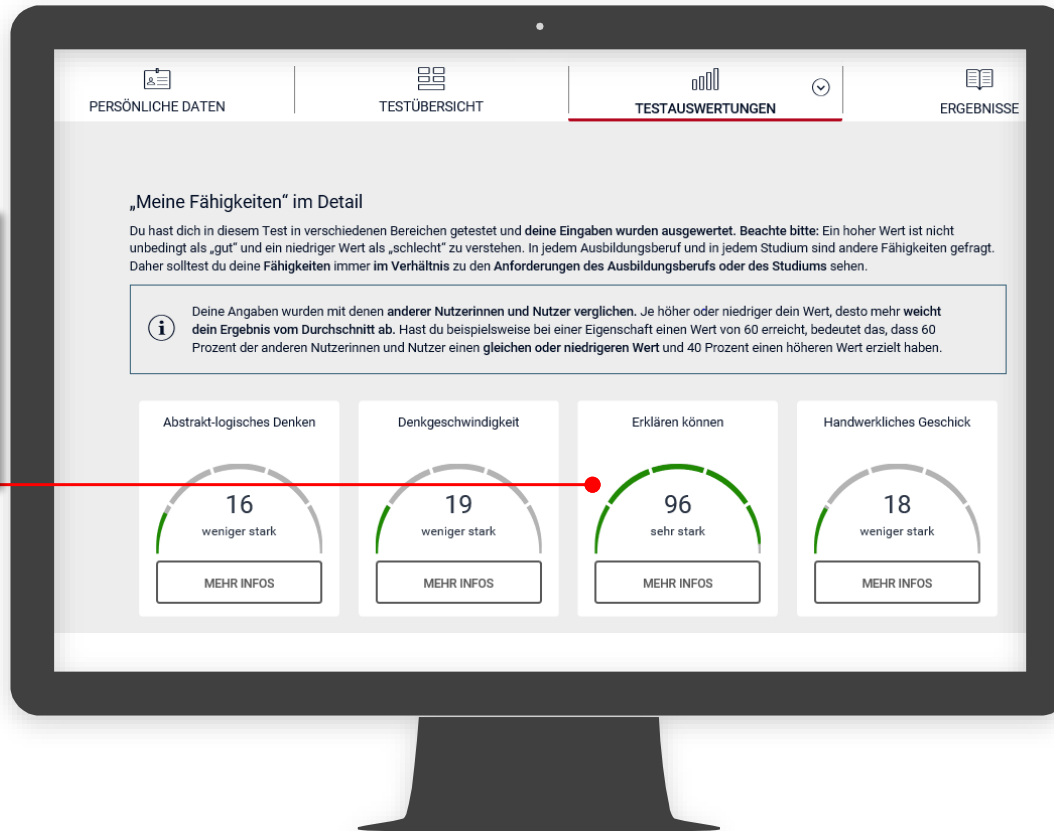 PERSÖNLICHE DATEN
TESTÜBERSICHT
TESTAUSWERTUNGEN
ERGEBNISSE
„Meine Fähigkeiten“ im Detail
Du hast dich in diesem Test in verschiedenen Bereichen getestet und deine Eingaben wurden ausgewertet. Beachte bitte: Ein hoher Wert ist nicht
unbedingt als „gut“ und ein niedriger Wert als „schlecht“ zu verstehen. In jedem Ausbildungsberuf und in jedem Studium sind andere Fähigkeiten gefragt.
Daher solltest du deine Fähigkeiten immer im Verhältnis zu den Anforderungen des Ausbildungsberufs oder des Studiums sehen.
Deine Angaben wurden mit denen anderer Nutzerinnen und Nutzer verglichen. Je höher oder niedriger dein Wert, desto mehr weicht
dein Ergebnis vom Durchschnitt ab. Hast du beispielsweise bei einer Eigenschaft einen Wert von 60 erreicht, bedeutet das, dass 60
Prozent der anderen Nutzerinnen und Nutzer einen gleichen oder niedrigeren Wert und 40 Prozent einen höheren Wert erzielt haben.
Abstrakt-logisches Denken
16
weniger stark
MEHR INFOS
Denkgeschwindigkeit
19
weniger stark
MEHR INFOS
Erklären können
96
sehr stark
MEHR INFOS
Handwerkliches Geschick
18
weniger stark
MEHR INFOS